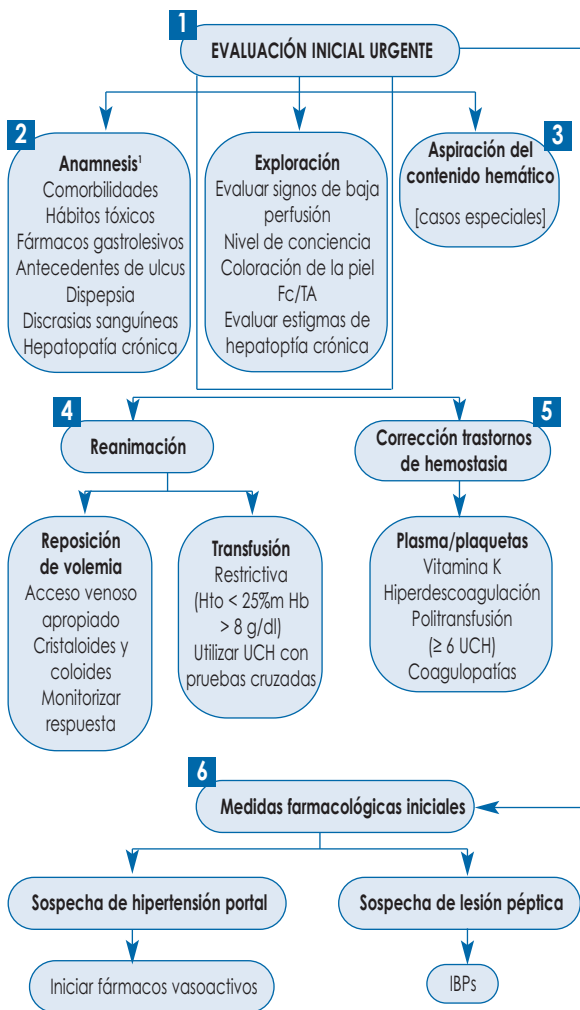 1
EVALUACIÓN INICIAL URGENTE
2
Anamnesis¹
Comorbilidades
Hábitos tóxicos
Fármacos gastrolesivos
Antecedentes de ulcus
Dispepsia
Discrasias sanguíneas
Hepatopatía crónica
Exploración
Evaluar signos de baja
perfusión
Nivel de conciencia
Coloración de la piel
Fc/TA
Evaluar estigmas de
hepatoptía crónica
3
Aspiración del
contenido hemático
[casos especiales]
4
Reanimación
5
Corrección trastornos
de hemostasia
Reposición
de volemia
Acceso venoso
apropiado
Cristaloides y
coloides
Monitorizar
respuesta
Transfusión
Restrictiva
(Hto < 25%m Hb
> 8 g/dl)
Utilizar UCH con
pruebas cruzadas
Plasma/plaquetas
Vitamina K
Hiperdescoagulación
Politransfusión
(≥ 6 UCH)
Coagulopatías
6
Medidas farmacológicas iniciales
Sospecha de hipertensión portal
Sospecha de lesión péptica
Iniciar fármacos vasoactivos
IBPs